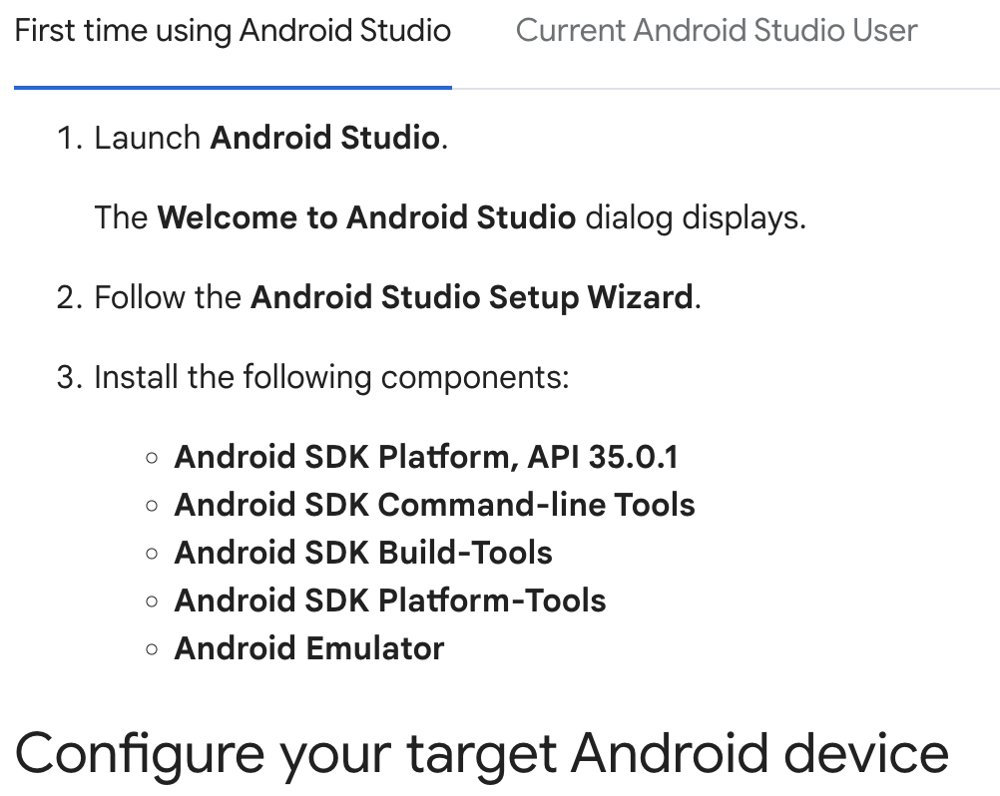 First time using Android Studio
Current Android Studio User
1. Launch Android Studio.
The Welcome to Android Studio dialog displays.
2. Follow the Android Studio Setup Wizard.
3. Install the following components:
Android SDK Platform, API 35.0.1
Android SDK Command-line Tools
Android SDK Build-Tools
Android SDK Platform-Tools
Android Emulator
Configure your target Android device